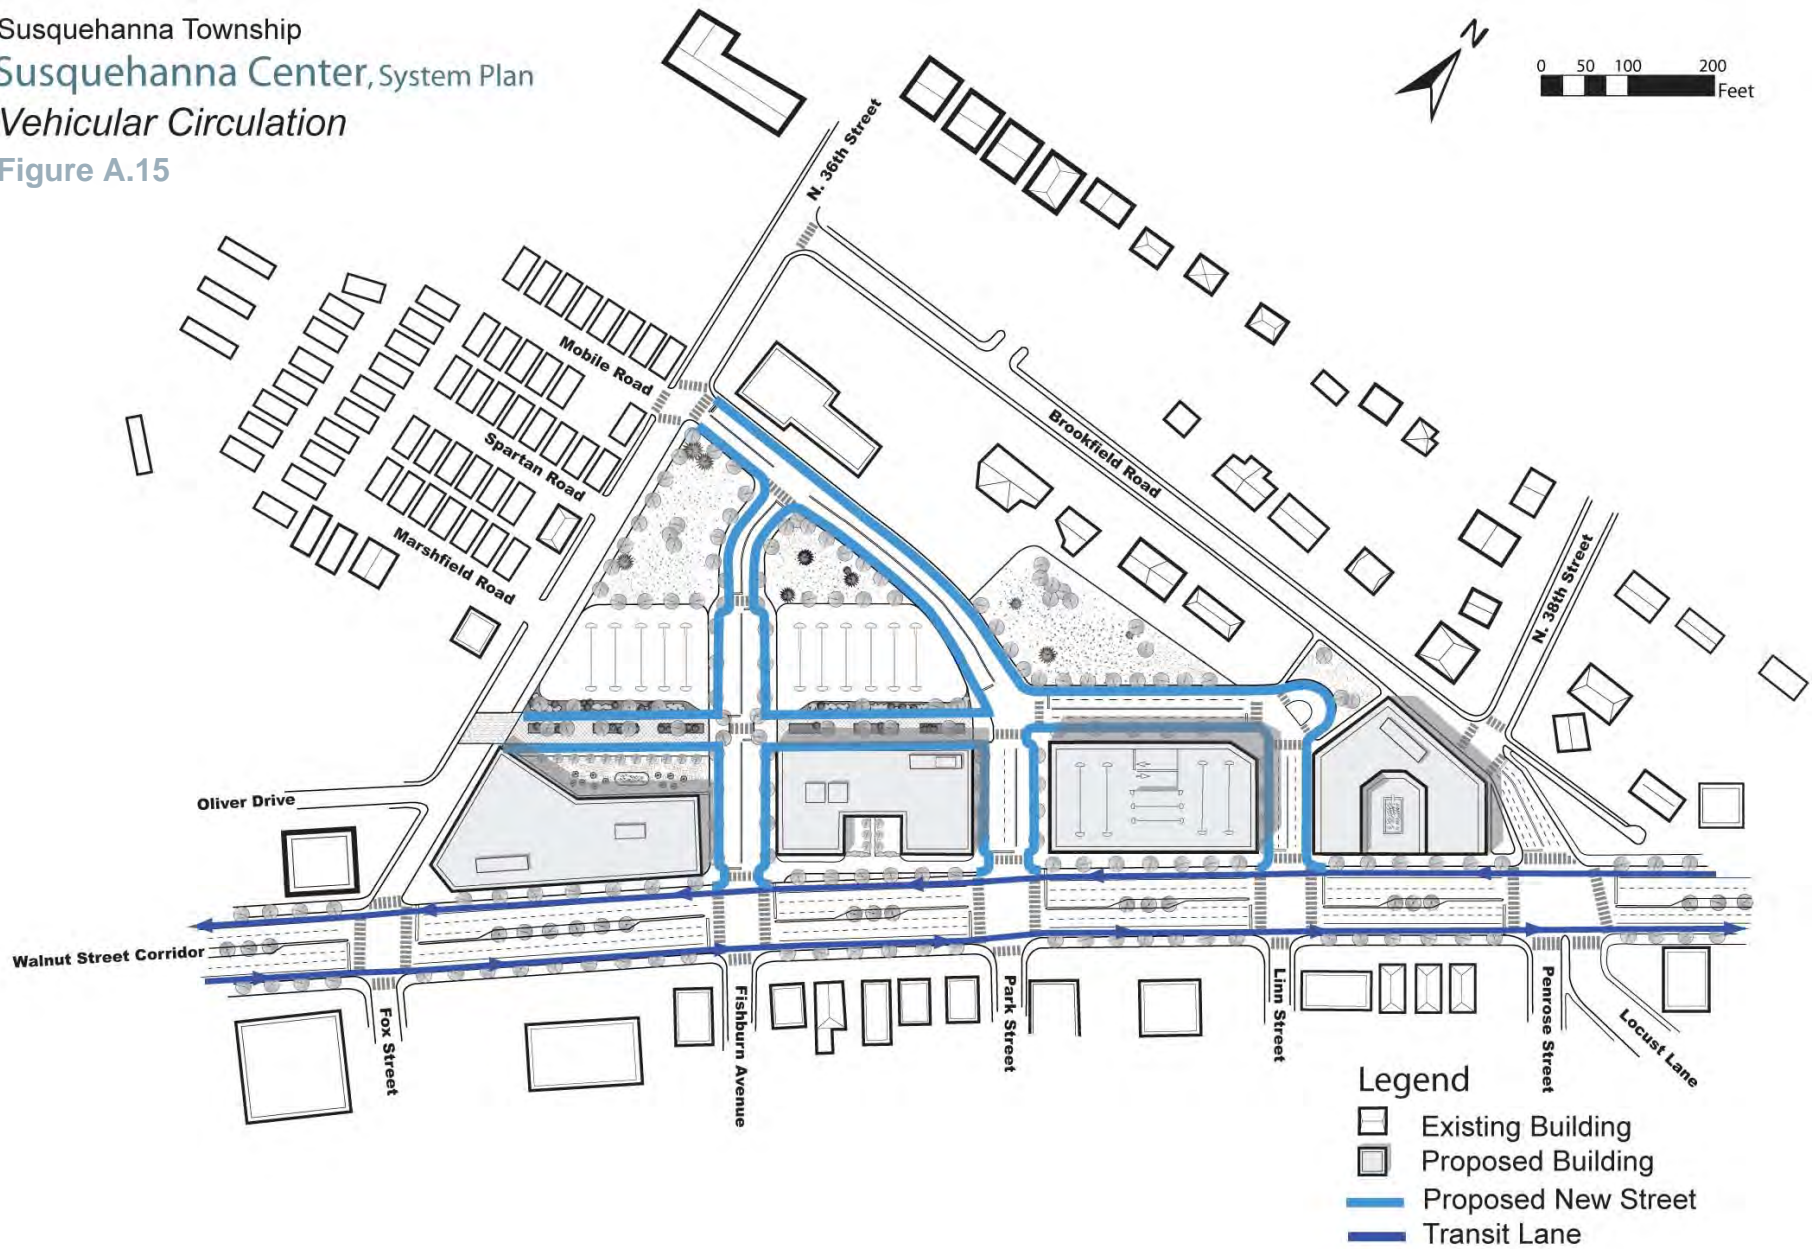 Susquehanna Township
Susquehanna Center, System Plan
Vehicular Circulation
Figure A.15
N
0 50 100 200
Feet
N. 36th Street
Mobile Road
Spartan Road
Marshfield Road
Brookfield Road
N. 38th Street
Oliver Drive
Walnut Street Corridor
Fox Street
Fishburn Avenue
Park Street
Linn Street
Penrose Street
Locust Lane
Legend
Existing Building
Proposed Building
Proposed New Street
Transit Lane